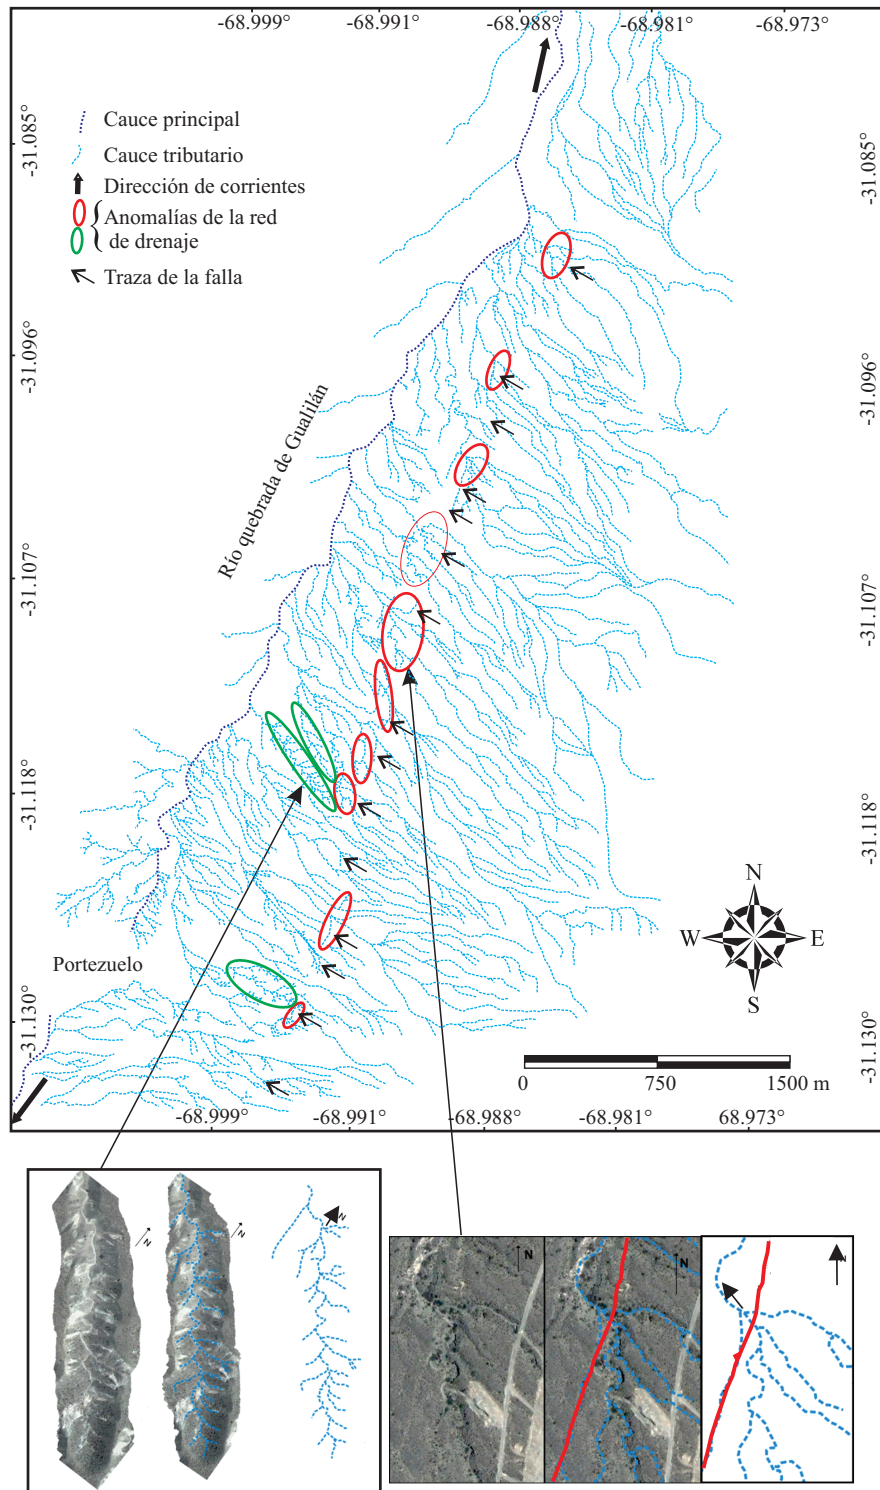 -68.999° -68.991° -68.988° -68.981° -68.973°
-31.085°
-31.096°
-31.107°
-31.118°
-31.130°
Cauce principal
Cauce tributario
Dirección de corrientes
Anomalías de la red
de drenaje
Traza de la falla
Río quebrada de Gualilán
Portezuelo
N
W E
S
0 750 1500 m
-31.085°
-31.096°
-31.107°
-31.118°
-31.130°
-68.999° -68.991° -68.988° -68.981° -68.973°
N
N
N
N
N
N